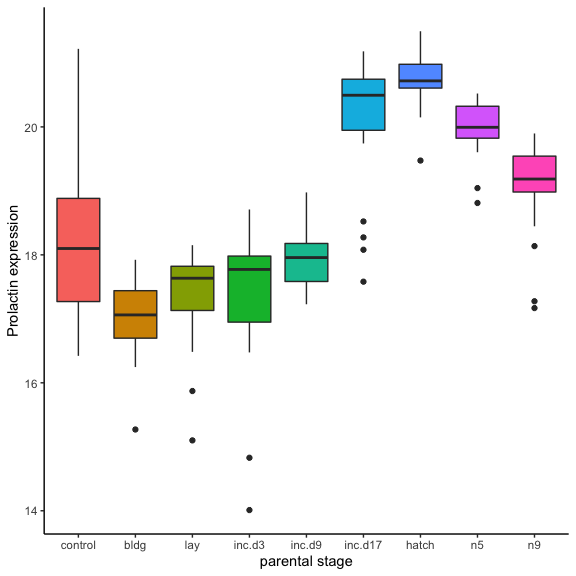 Prolactin expression
20
18
16
14
control bldg lay inc.d3 inc.d9 inc.d17 hatch n5 n9
parental stage